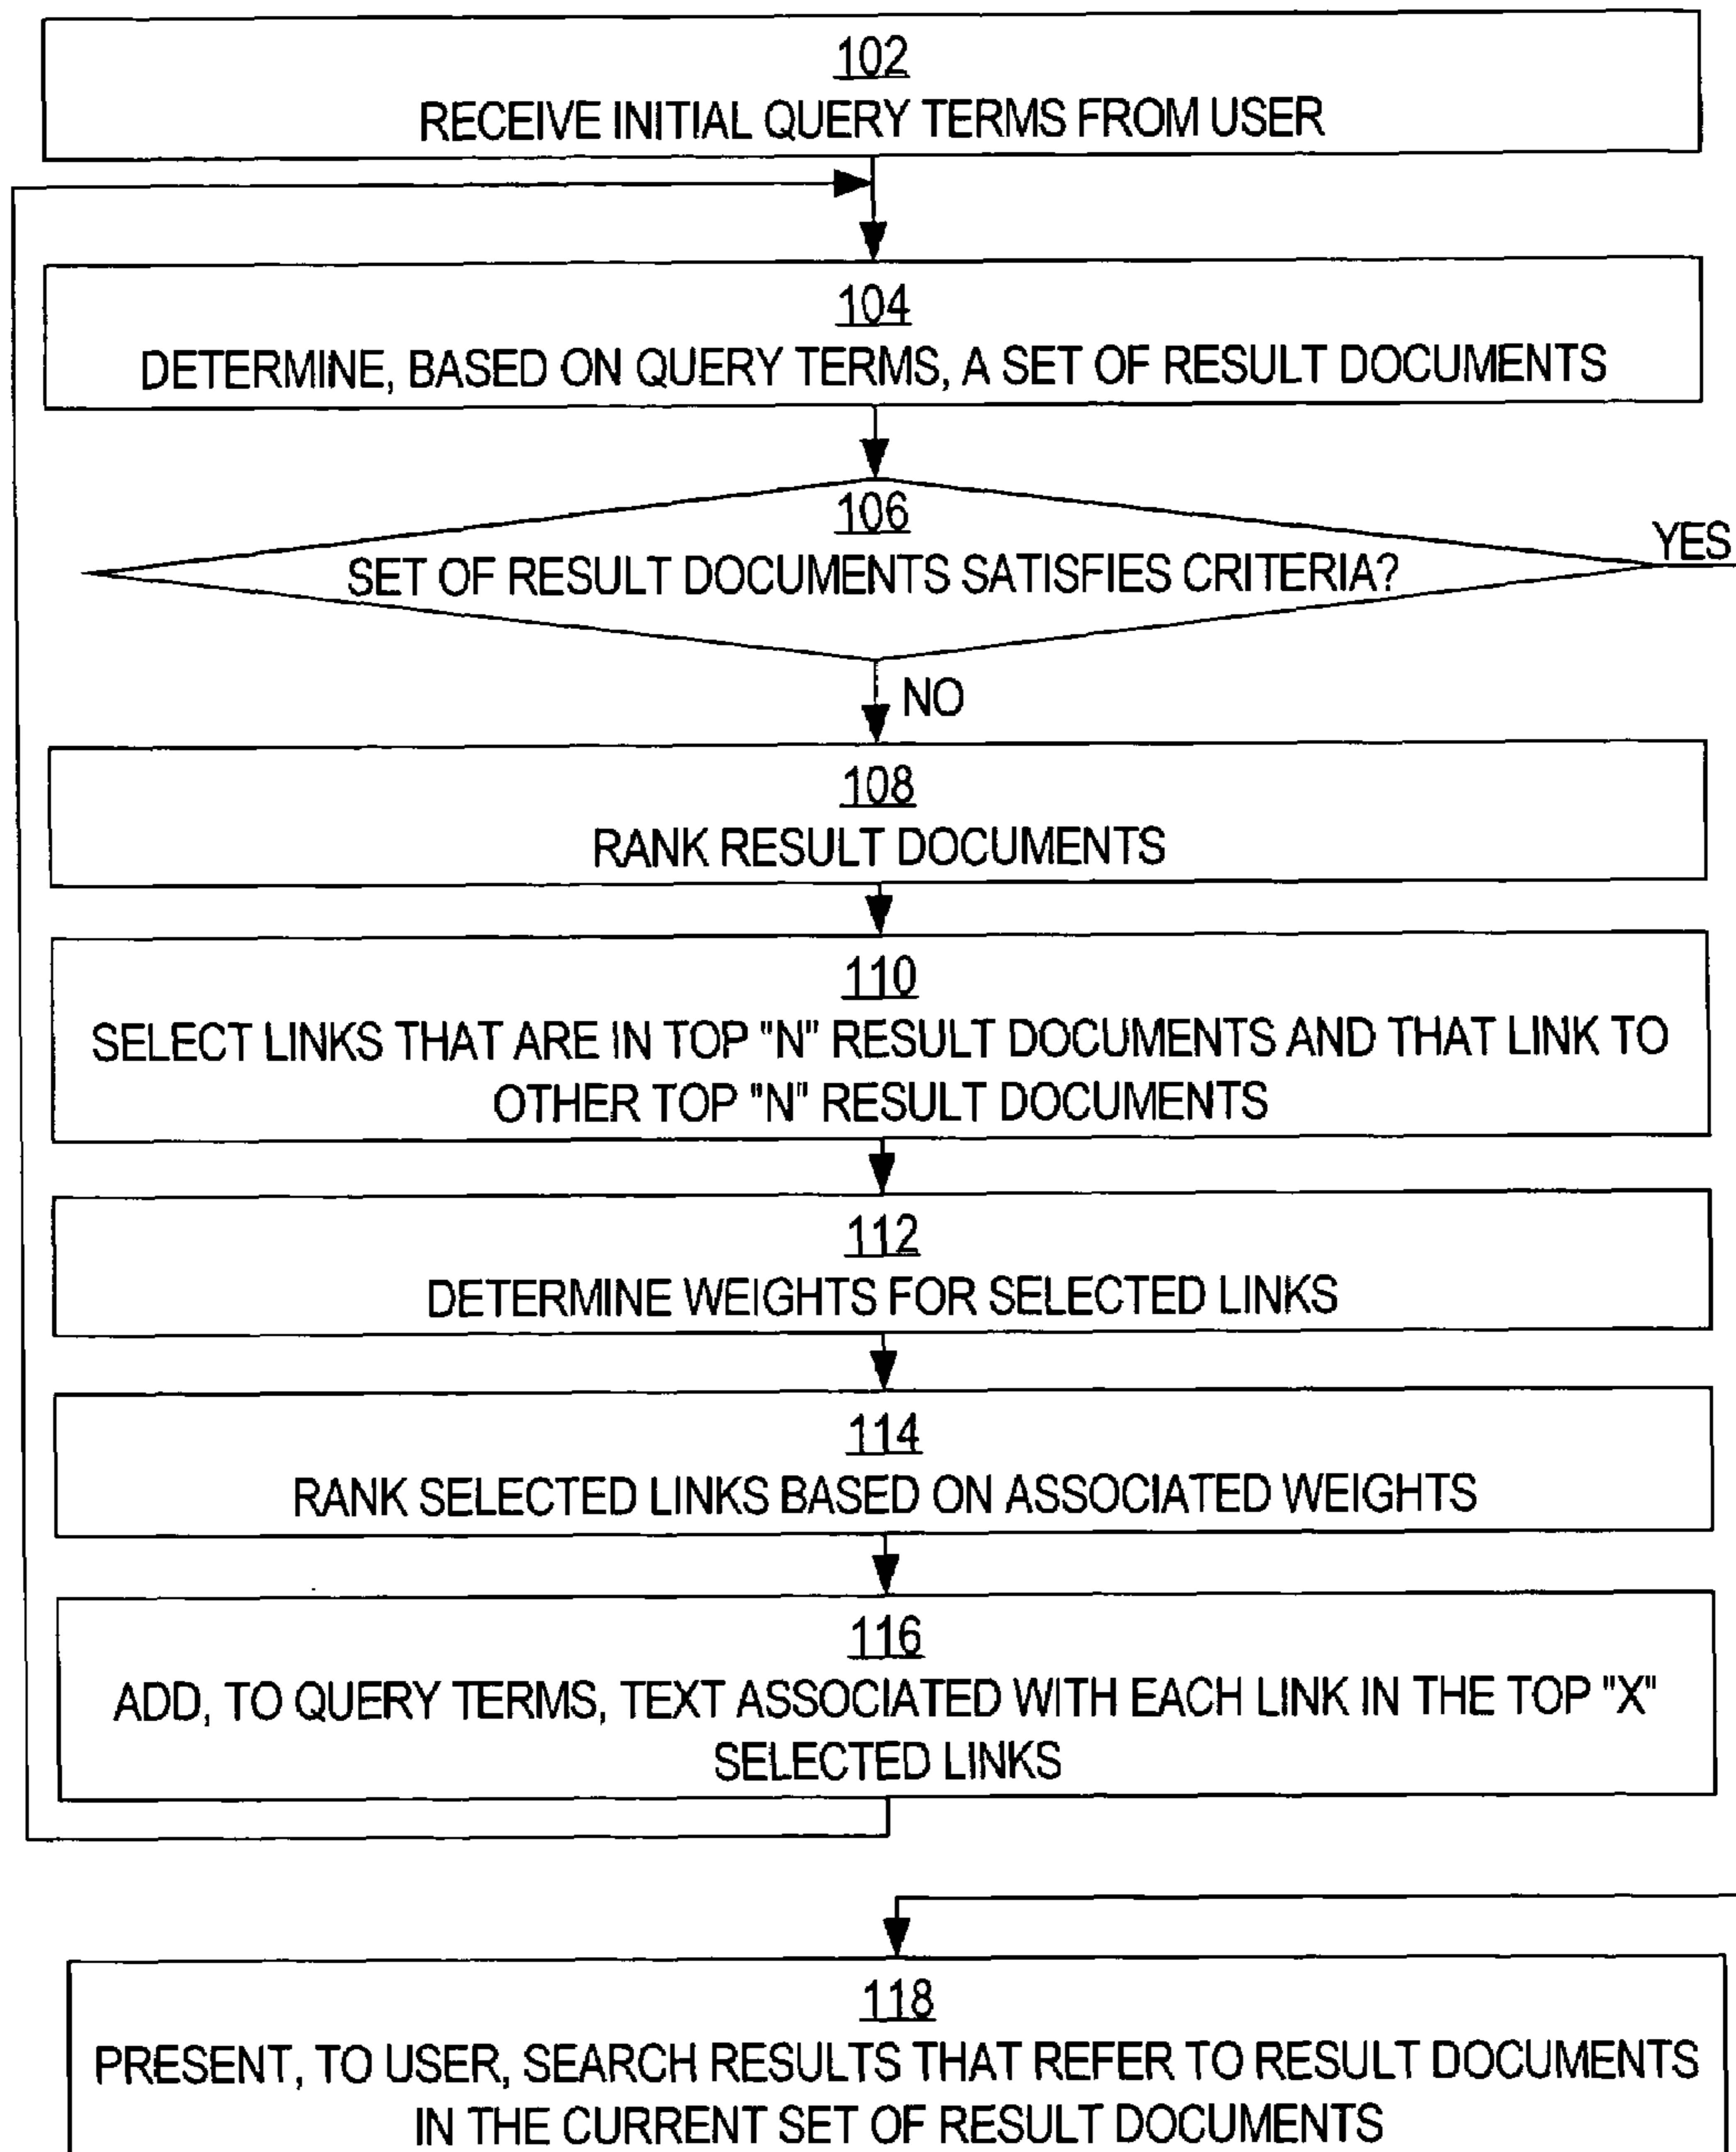 102
RECEIVE INITIAL QUERY TERMS FROM USER
104
DETERMINE, BASED ON QUERY TERMS, A SET OF RESULT DOCUMENTS
106
SET OF RESULT DOCUMENTS SATISFIES CRITERIA?
YES
NO
108
RANK RESULT DOCUMENTS
110
SELECT LINKS THAT ARE IN TOP "N" RESULT DOCUMENTS AND THAT LINK TO
OTHER TOP "N" RESULT DOCUMENTS
112
DETERMINE WEIGHTS FOR SELECTED LINKS
114
RANK SELECTED LINKS BASED ON ASSOCIATED WEIGHTS
116
ADD, TO QUERY TERMS, TEXT ASSOCIATED WITH EACH LINK IN THE TOP "X"
SELECTED LINKS
118
PRESENT, TO USER, SEARCH RESULTS THAT REFER TO RESULT DOCUMENTS
IN THE CURRENT SET OF RESULT DOCUMENTS